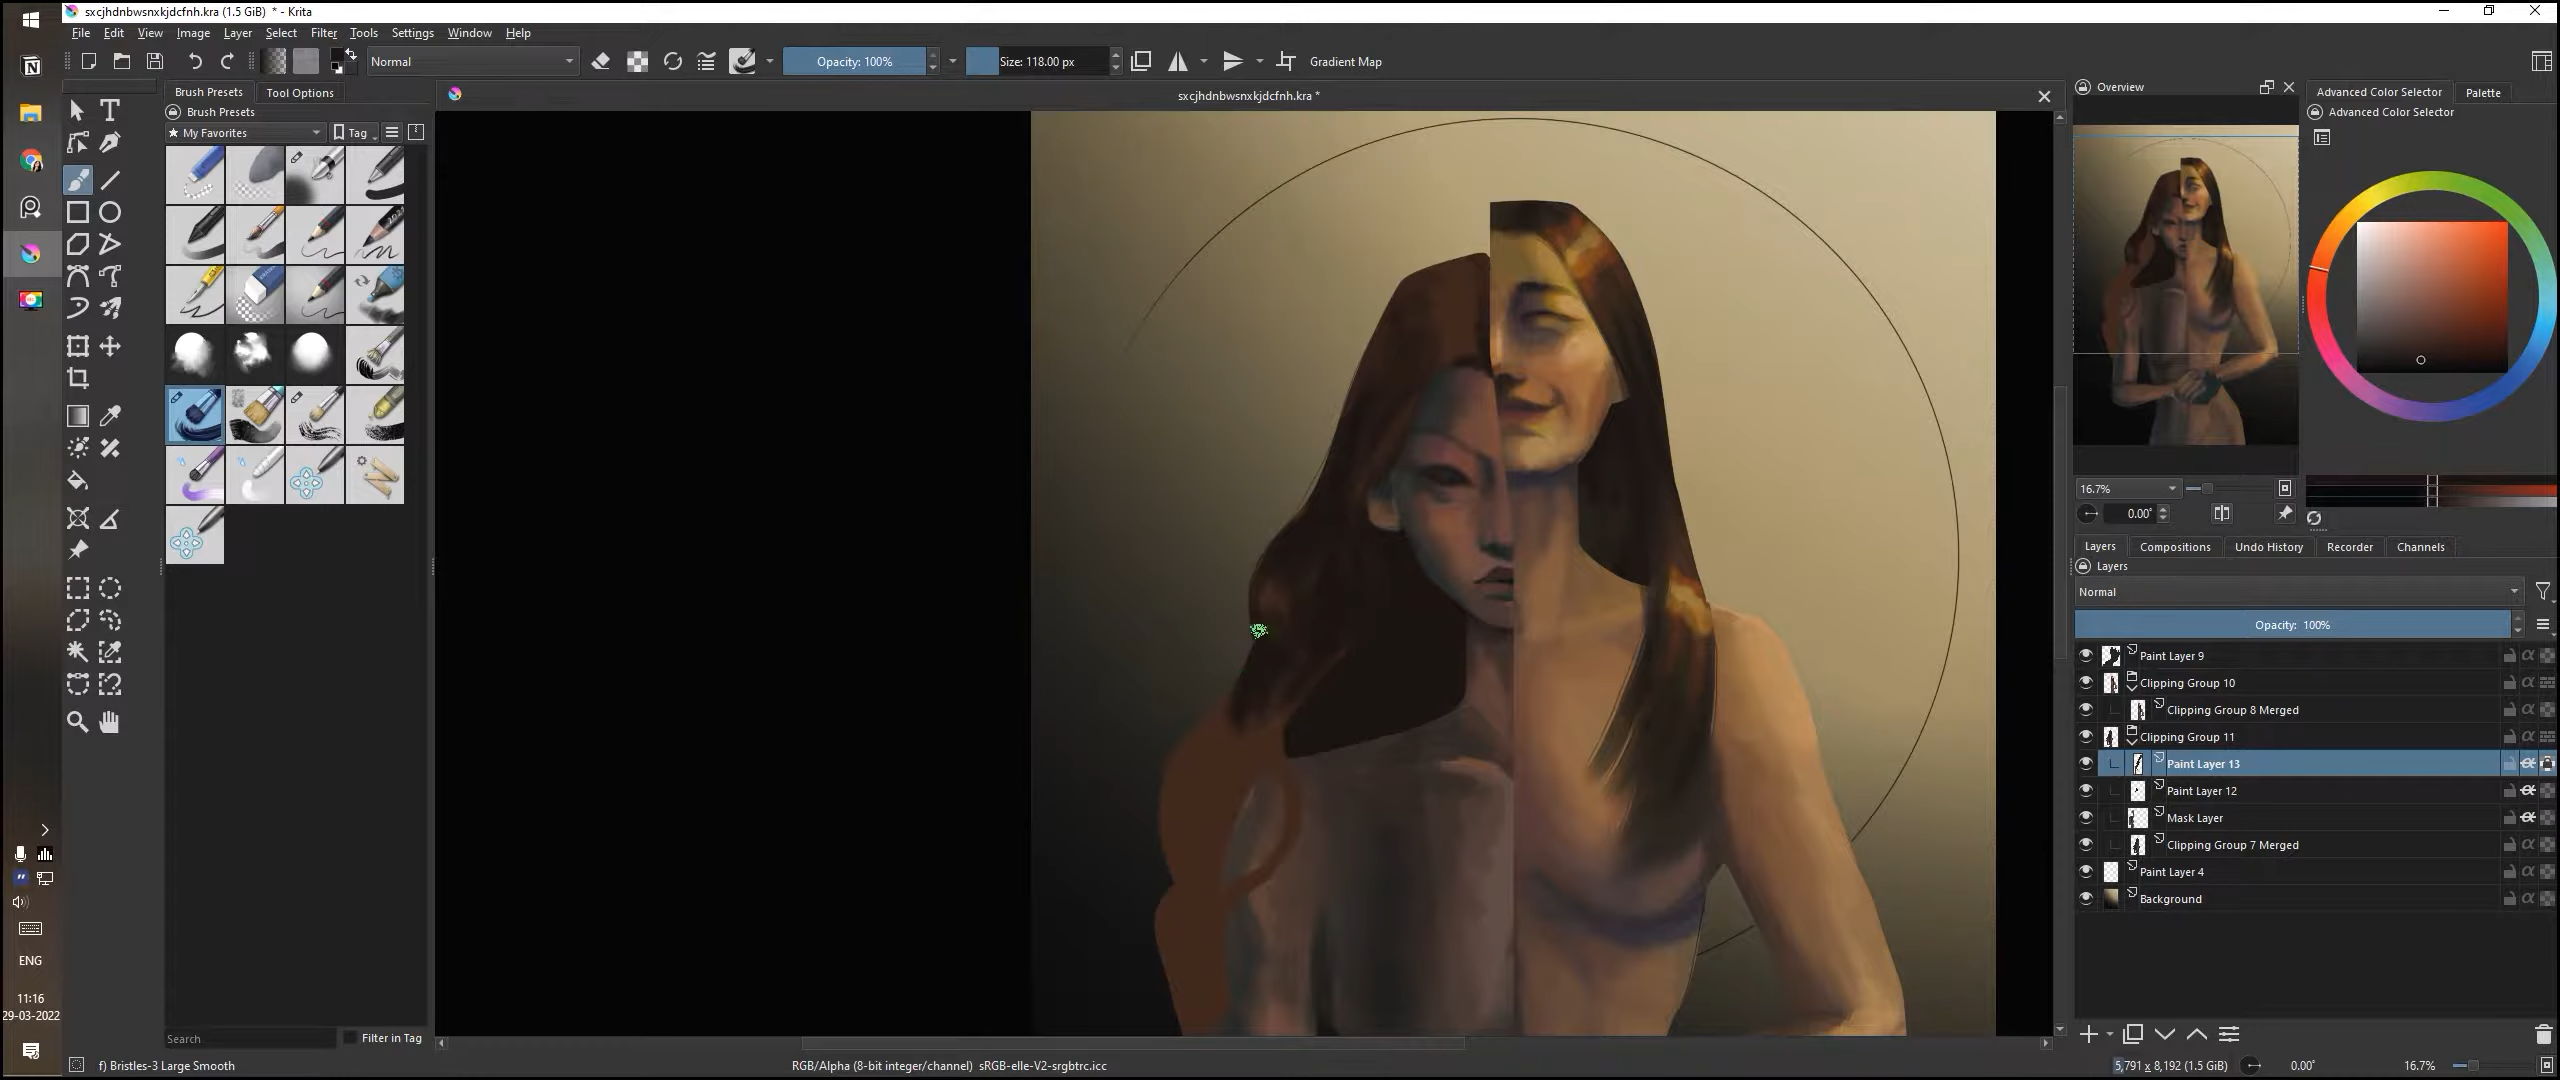 sxcjhdnbwsnxkjdcfnh.kra (1.5 GiB) * - Krita
File Edit View Image Layer Select Filter Tools Settings Window Help
Normal Opacity: 100% Size: 118.00 px Gradient Map
Brush Presets Tool Options
sxcjhdnbwsnxkjdcfnh.kra *
Overview
Advanced Color Selector Palette
Brush Presets
Advanced Color Selector
★ My Favorites Tag
16.7%
0.00°
Layers Compositions Undo History Recorder Channels
Layers
Normal
Opacity: 100%
Paint Layer 9
Clipping Group 10
Clipping Group 8 Merged
Clipping Group 11
Paint Layer 13
Paint Layer 12
Mask Layer
Clipping Group 7 Merged
Paint Layer 4
Background
ENG
11:16
29-03-2022
Search Filter in Tag
f) Bristles-3 Large Smooth
RGB/Alpha (8-bit integer/channel) sRGB-elle-V2-srgbtrc.icc
5,791 x 8,192 (1.5 GiB) 0.00° 16.7%